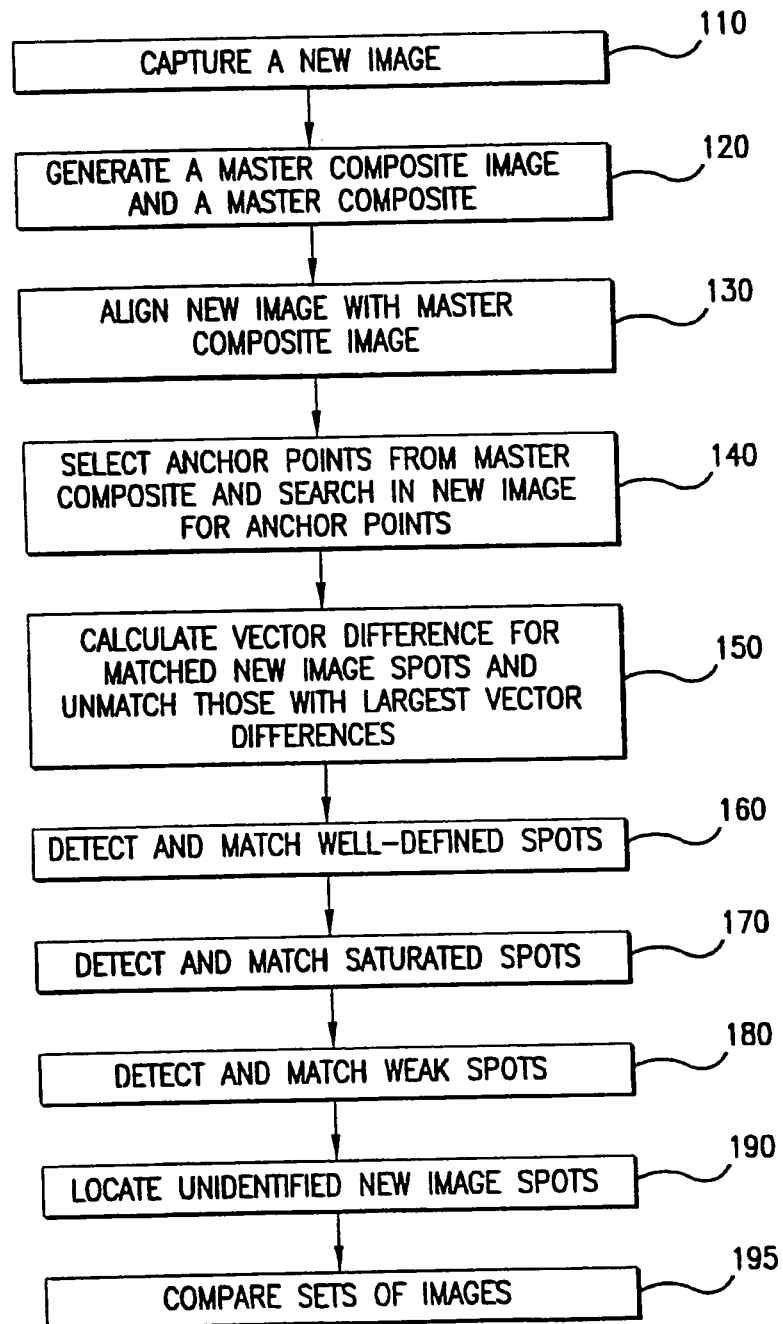 110
CAPTURE A NEW IMAGE
120
GENERATE A MASTER COMPOSITE IMAGE
AND A MASTER COMPOSITE
130
ALIGN NEW IMAGE WITH MASTER
COMPOSITE IMAGE
140
SELECT ANCHOR POINTS FROM MASTER
COMPOSITE AND SEARCH IN NEW IMAGE
FOR ANCHOR POINTS
150
CALCULATE VECTOR DIFFERENCE FOR
MATCHED NEW IMAGE SPOTS AND
UNMATCH THOSE WITH LARGEST VECTOR
DIFFERENCES
160
DETECT AND MATCH WELL-DEFINED SPOTS
170
DETECT AND MATCH SATURATED SPOTS
180
DETECT AND MATCH WEAK SPOTS
190
LOCATE UNIDENTIFIED NEW IMAGE SPOTS
195
COMPARE SETS OF IMAGES